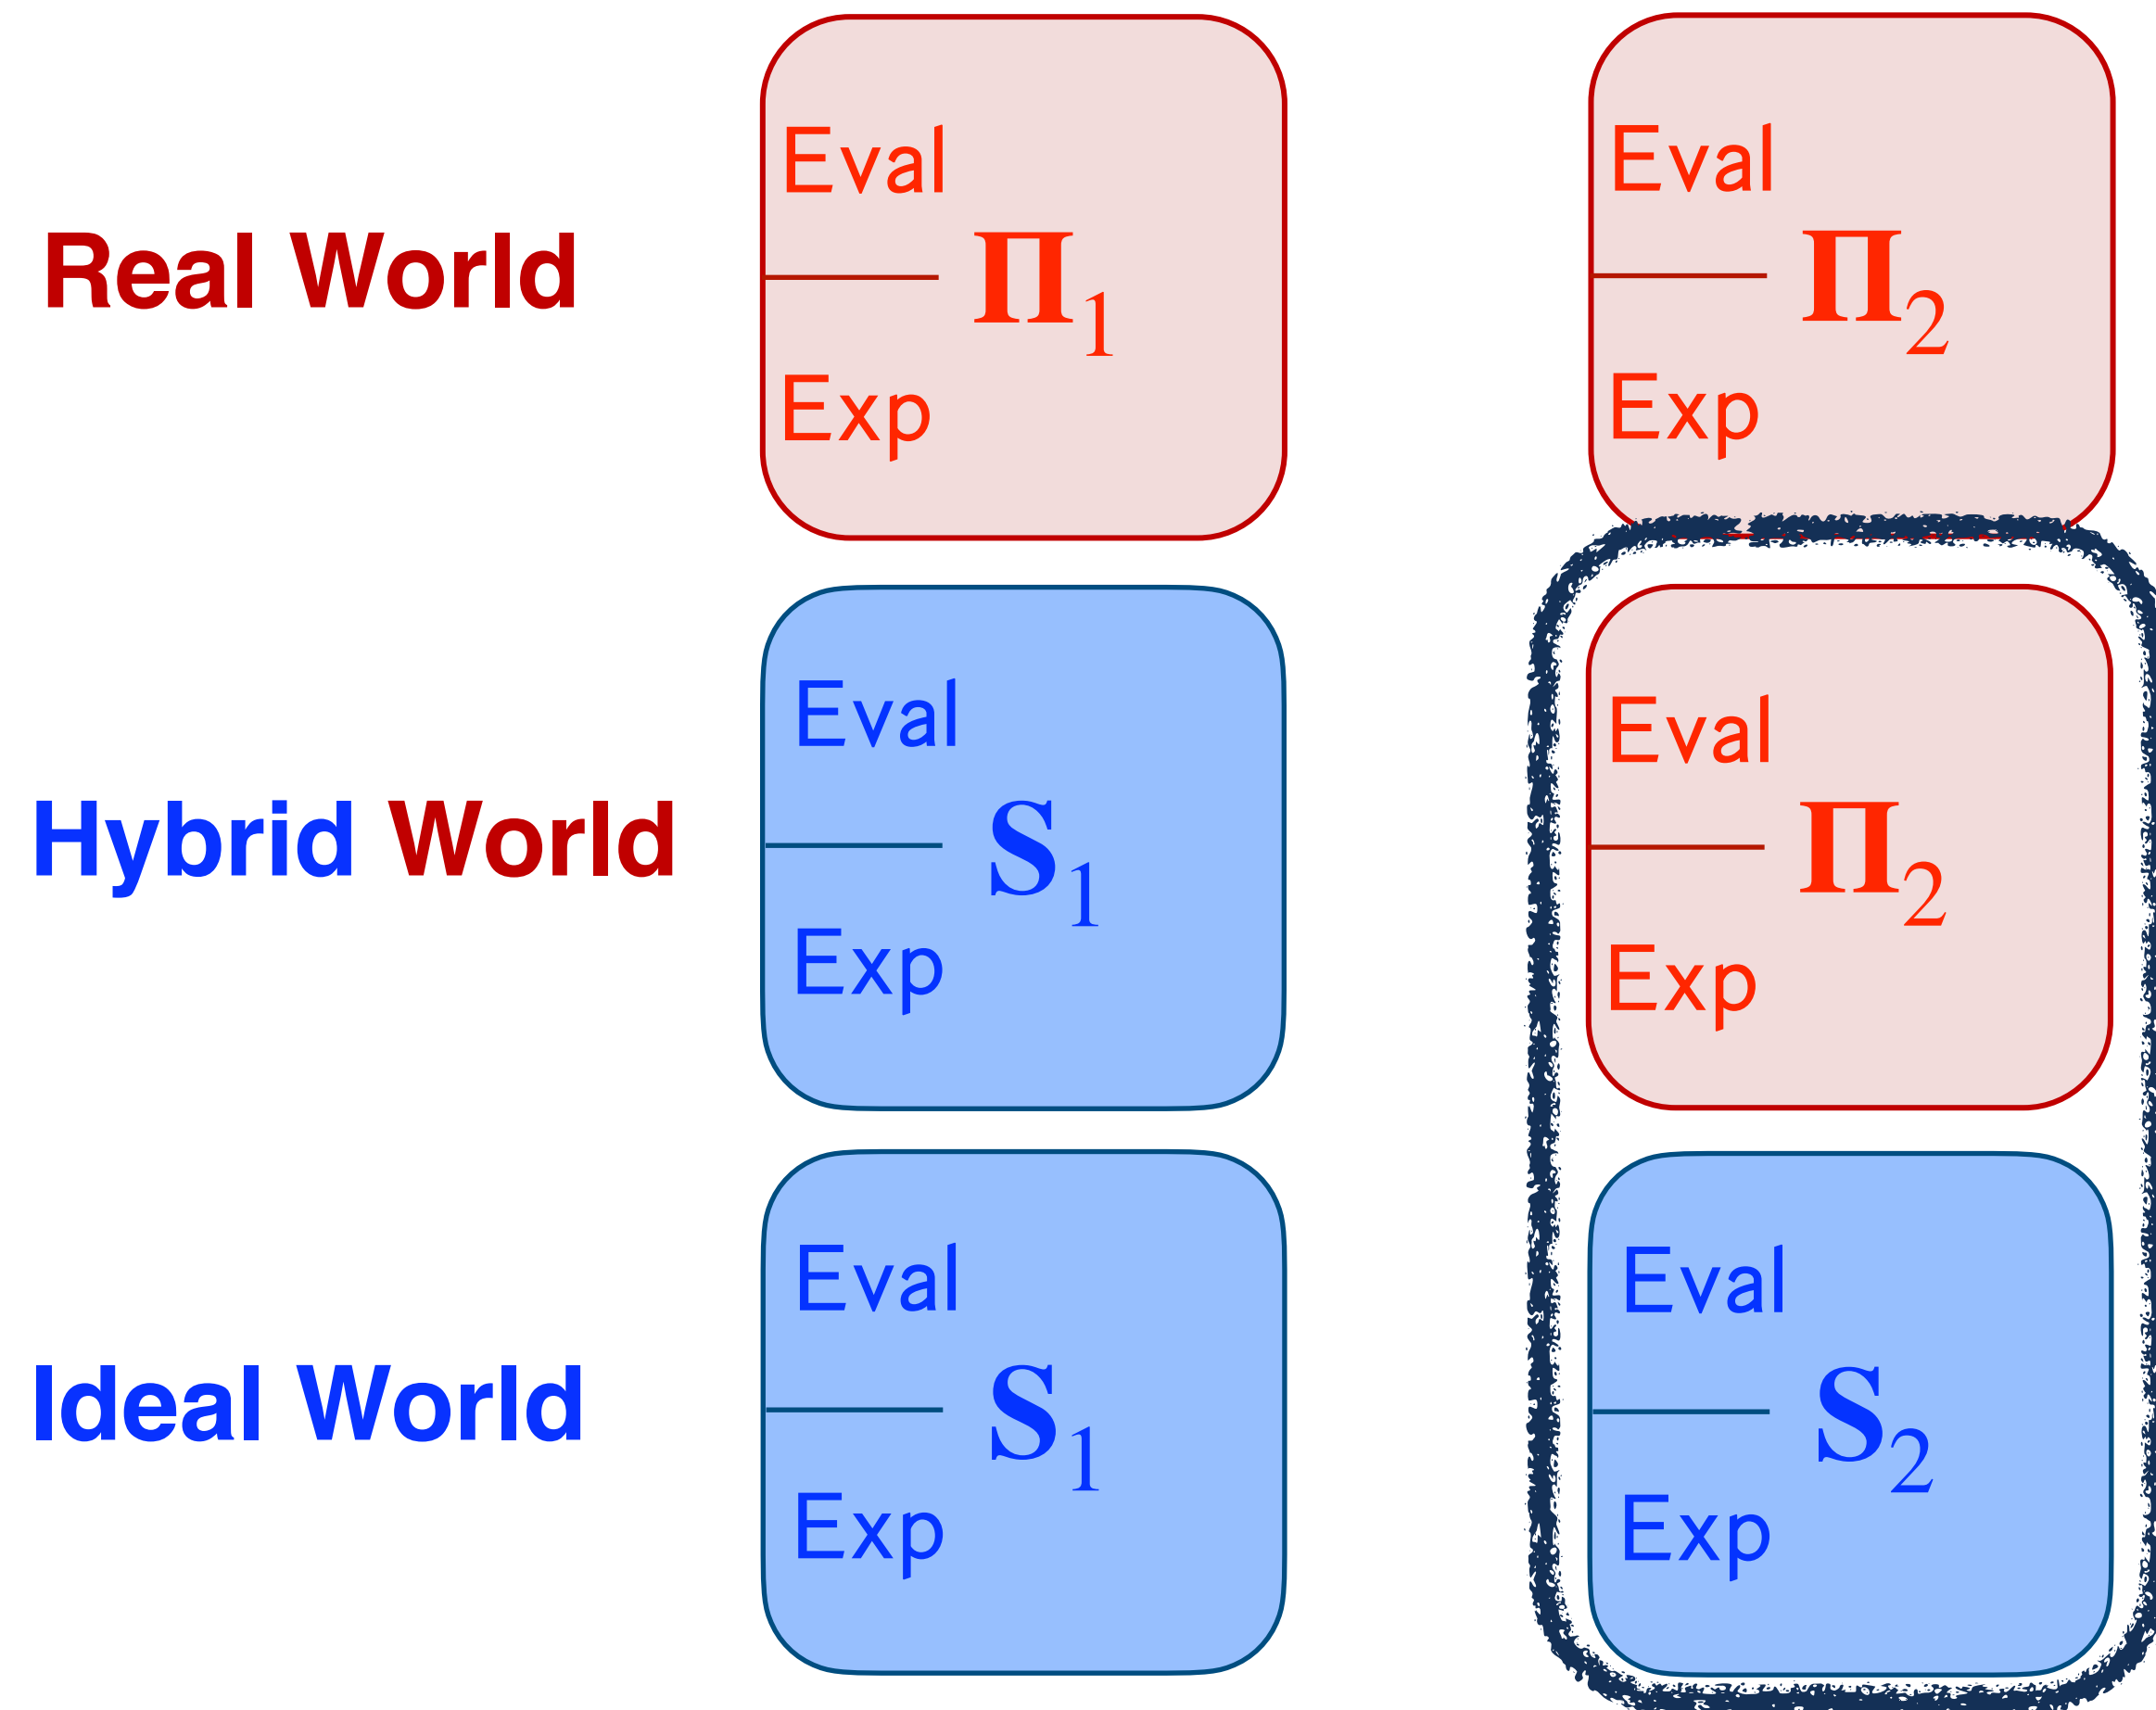 Real World
Eval
Π1
Exp
Eval
Π2
Exp
Hybrid World
Eval
S1
Exp
Eval
Π2
Exp
Ideal World
Eval
S1
Exp
Eval
S2
Exp